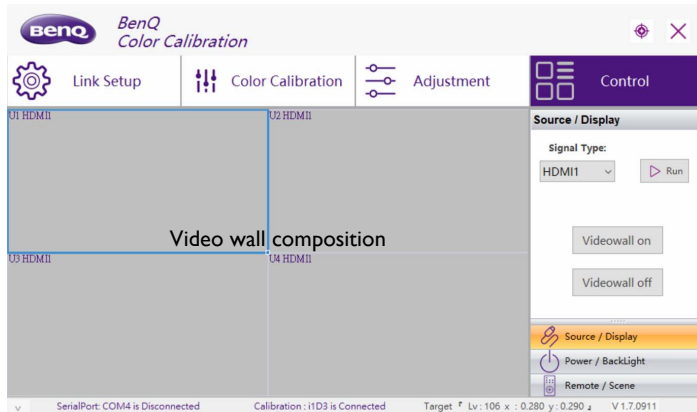 BenQ
BenQ
Color Calibration
Link Setup
Color Calibration
Adjustment
Control
U1 HDMI1
U2 HDMI1
Source / Display
Signal Type:
HDMI1
Run
Video wall composition
Videowall on
U3 HDMI1
U4 HDMI1
Videowall off
Source / Display
Power / BackLight
Remote / Scene
SerialPort: COM4 is Disconnected
Calibration : i1D3 is Connected
Target『 Lv : 106 x : 0.280 y : 0.290 』
V 1.7.0911